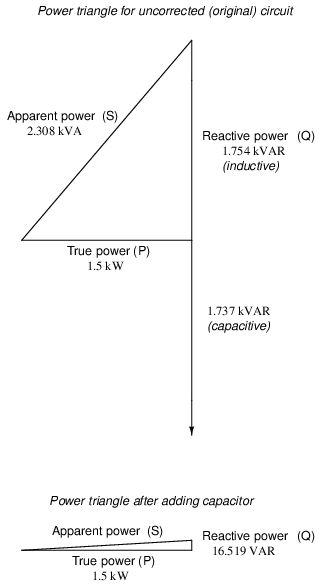 Power triangle for uncorrected (original) circuit
Apparent power (S)
2.308 kVA
Reactive power (Q)
1.754 kVAR
(inductive)
True power (P)
1.5 kW
1.737 kVAR
(capacitive)
Power triangle after adding capacitor
Apparent power (S)
Reactive power (Q)
16.519 VAR
True power (P)
1.5 kW